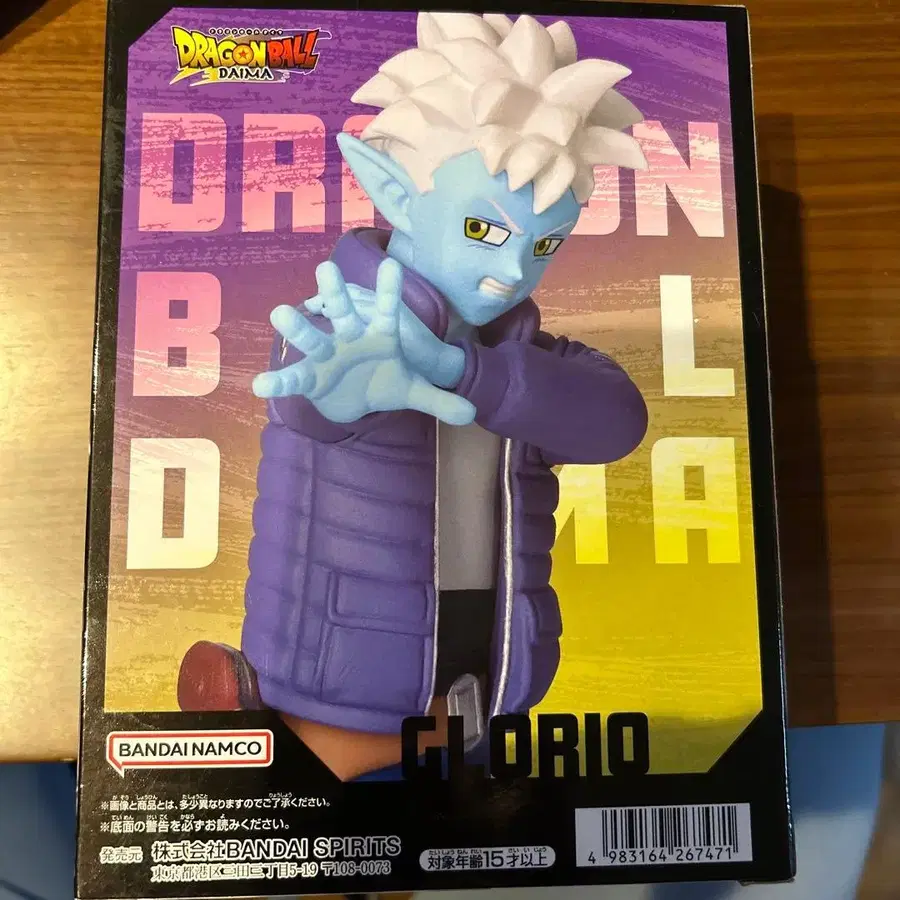 DRAGON BALL
DAIMA
DRAGON
B L
D MA
GLORIO
BANDAI NAMCO
※画像と商品とは、多少異なりますのでご了承ください。
※底面の警告を必ずお読みください。
発売元 株式会社BANDAI SPIRITS
東京都港区三田三丁目5-19 〒108-0073
対象年齢15才以上
4 983164 267471